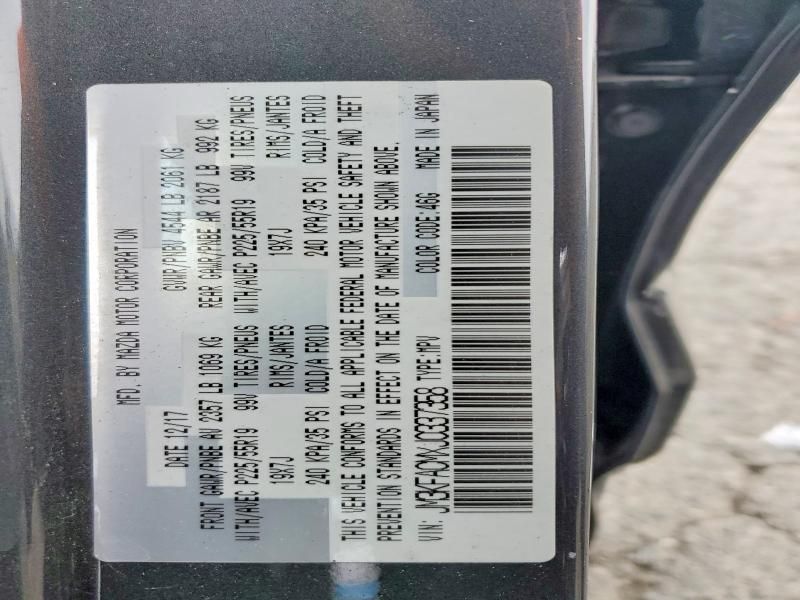 MFD. BY MAZDA MOTOR CORPORATION
DATE 12/17 GVWR/PNBV 4544 LB 2061 KG
FRONT GAWR/PNBE AV 2357 LB 1069 KG REAR GAWR/PNBE AR 2187 LB 992 KG
WITH/AVEC P225/55R19 99V TIRES/PNEUS WITH/AVEC P225/55R19 99V TIRES/PNEUS
19X7J RIMS/JANTES 19X7J RIMS/JANTES
240 KPA/35 PSI COLD/A FROID 240 KPA/35 PSI COLD/A FROID
THIS VEHICLE CONFORMS TO ALL APPLICABLE FEDERAL MOTOR VEHICLE SAFETY AND THEFT
PREVENTION STANDARDS IN EFFECT ON THE DATE OF MANUFACTURE SHOWN ABOVE.
VIN: JM3KFACMXJ0337358 TYPE:MPV COLOR CODE:46G MADE IN JAPAN